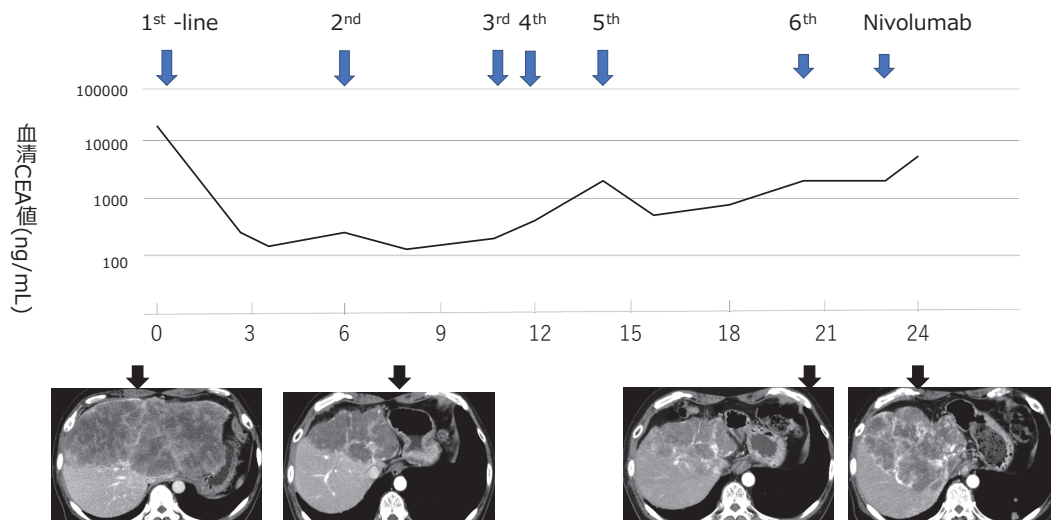 1st -line 2nd 3rd 4th 5th 6th Nivolumab
100000
10000
1000
100
血清CEA値(ng/mL)
0 3 6 9 12 15 18 21 24